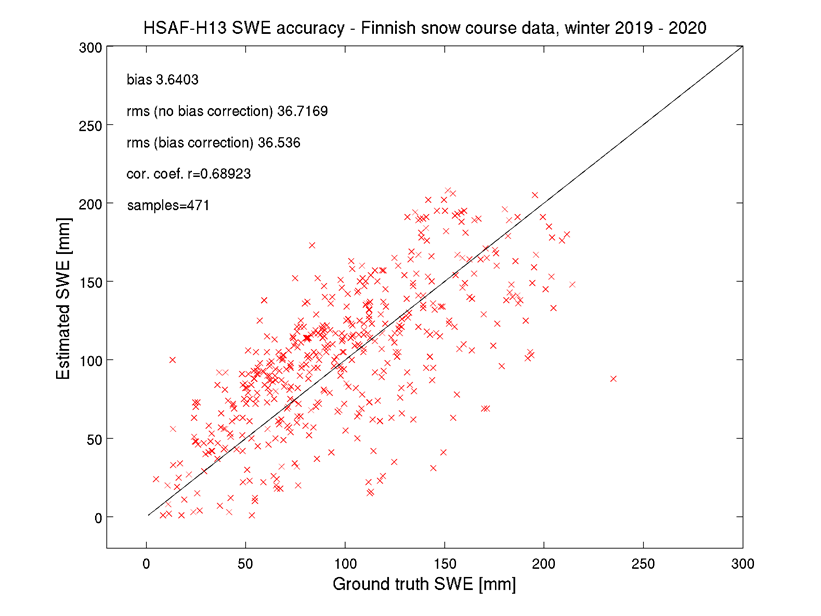 HSAF-H13 SWE accuracy - Finnish snow course data, winter 2019 - 2020
bias 3.6403
rms (no bias correction) 36.7169
rms (bias correction) 36.536
cor. coef. r=0.68923
samples=471
300
250
200
150
100
50
0
Estimated SWE [mm]
0 50 100 150 200 250 300
Ground truth SWE [mm]